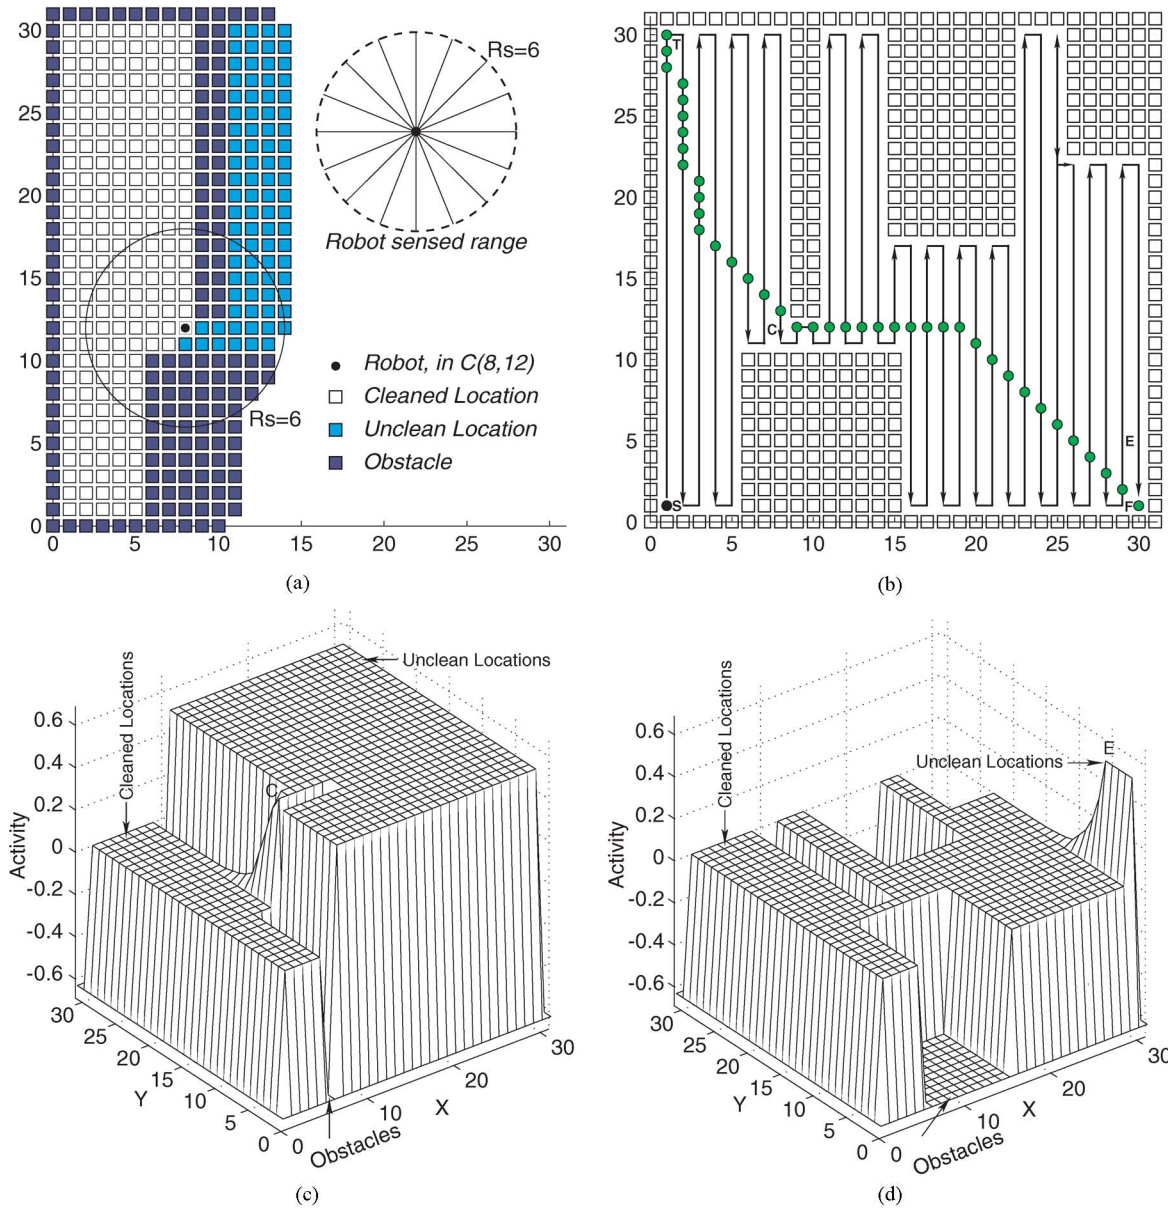 Rs=6
Robot sensed range
30
25
20
15
10
5
0
Rs=6
Robot, in C(8,12)
Cleaned Location
Unclean Location
Obstacle
0 5 10 15 20 25 30
(a)
30
25
20
15
10
5
0
T
C
E
S
F
0 5 10 15 20 25 30
(b)
Cleaned Locations
Unclean Locations
C
Activity
0.6
0.4
0.2
0
-0.2
-0.4
-0.6
30
25
20
15
10
5
0
Y
0
10
20
30
X
Obstacles
(c)
Cleaned Locations
Unclean Locations
E
Activity
0.6
0.4
0.2
0
-0.2
-0.4
-0.6
30
25
20
15
10
5
0
Y
0
10
20
30
X
Obstacles
(d)